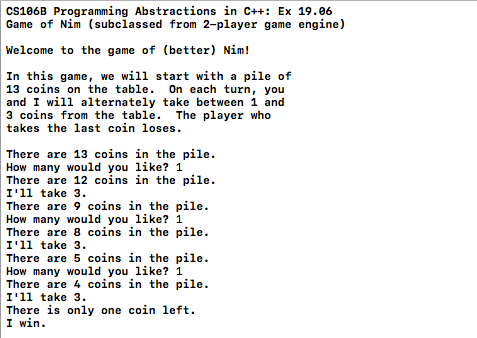 CS106B Programming Abstractions in C++: Ex 19.06
Game of Nim (subclassed from 2-player game engine)

Welcome to the game of (better) Nim!

In this game, we will start with a pile of
13 coins on the table.  On each turn, you
and I will alternately take between 1 and
3 coins from the table.  The player who
takes the last coin loses.

There are 13 coins in the pile.
How many would you like? 1
There are 12 coins in the pile.
I'll take 3.
There are 9 coins in the pile.
How many would you like? 1
There are 8 coins in the pile.
I'll take 3.
There are 5 coins in the pile.
How many would you like? 1
There are 4 coins in the pile.
I'll take 3.
There is only one coin left.
I win.